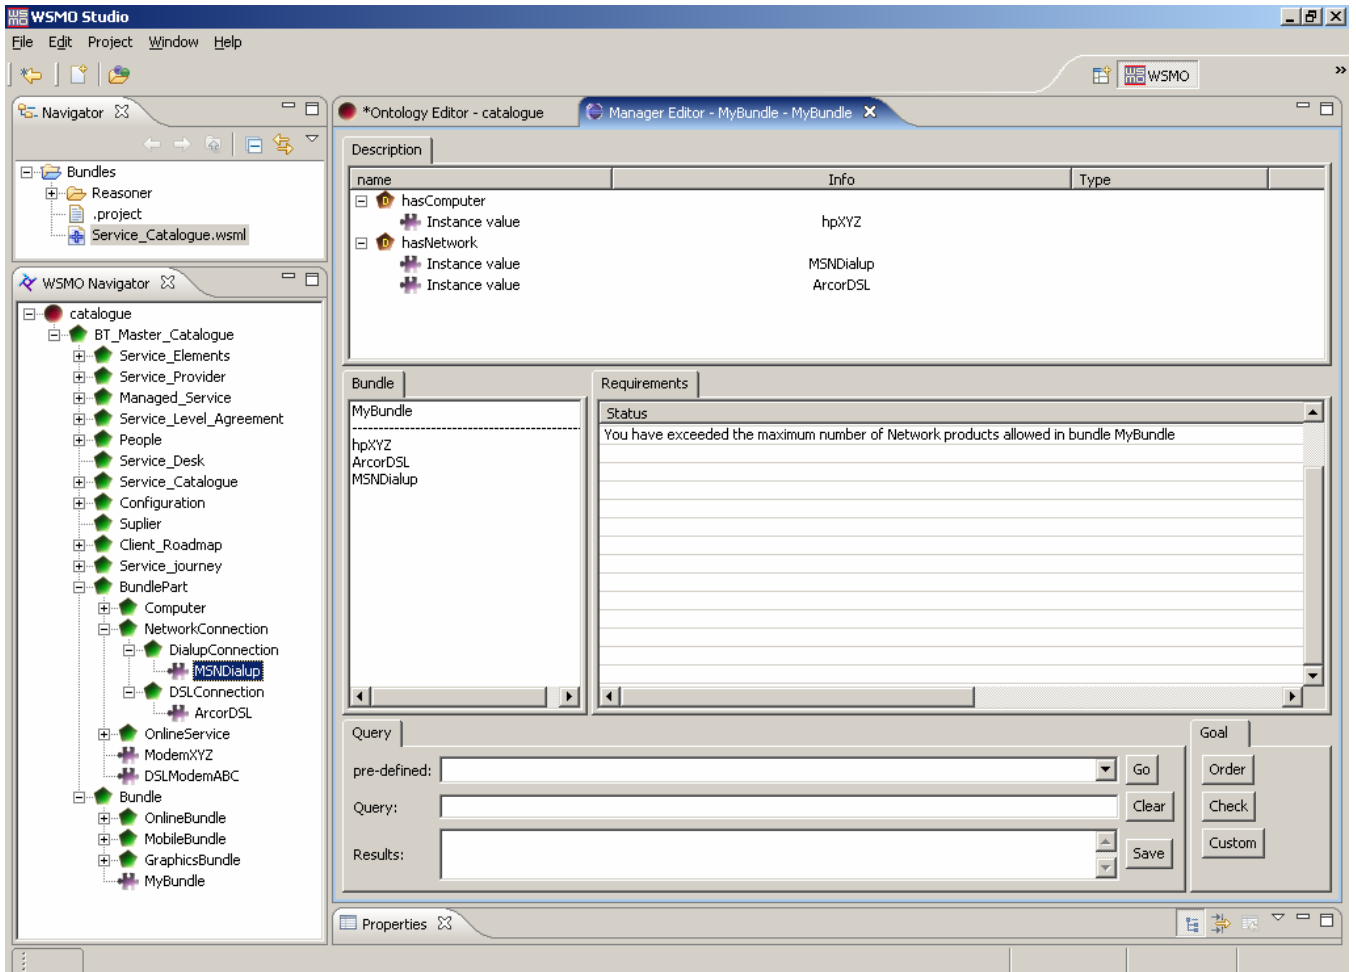 WSMO Studio
File Edit Project Window Help
WSMO
Navigator
Bundles
Reasoner
.project
Service_Catalogue.wsml
WSMO Navigator
catalogue
BT_Master_Catalogue
Service_Elements
Service_Provider
Managed_Service
Service_Level_Agreement
People
Service_Desk
Service_Catalogue
Configuration
Suplier
Client_Roadmap
Service_journey
BundlePart
Computer
NetworkConnection
DialupConnection
MSNDialup
DSLConnection
ArcorDSL
OnlineService
ModemXYZ
DSLModemABC
Bundle
OnlineBundle
MobileBundle
GraphicsBundle
MyBundle
*Ontology Editor - catalogue
Manager Editor - MyBundle - MyBundle
Description
name Info Type
hasComputer
Instance value hpXYZ
hasNetwork
Instance value MSNDialup
Instance value ArcorDSL
Bundle
MyBundle
hpXYZ
ArcorDSL
MSNDialup
Requirements
Status
You have exceeded the maximum number of Network products allowed in bundle MyBundle
Query
pre-defined: Go
Query: Clear
Results: Save
Goal
Order
Check
Custom
Properties